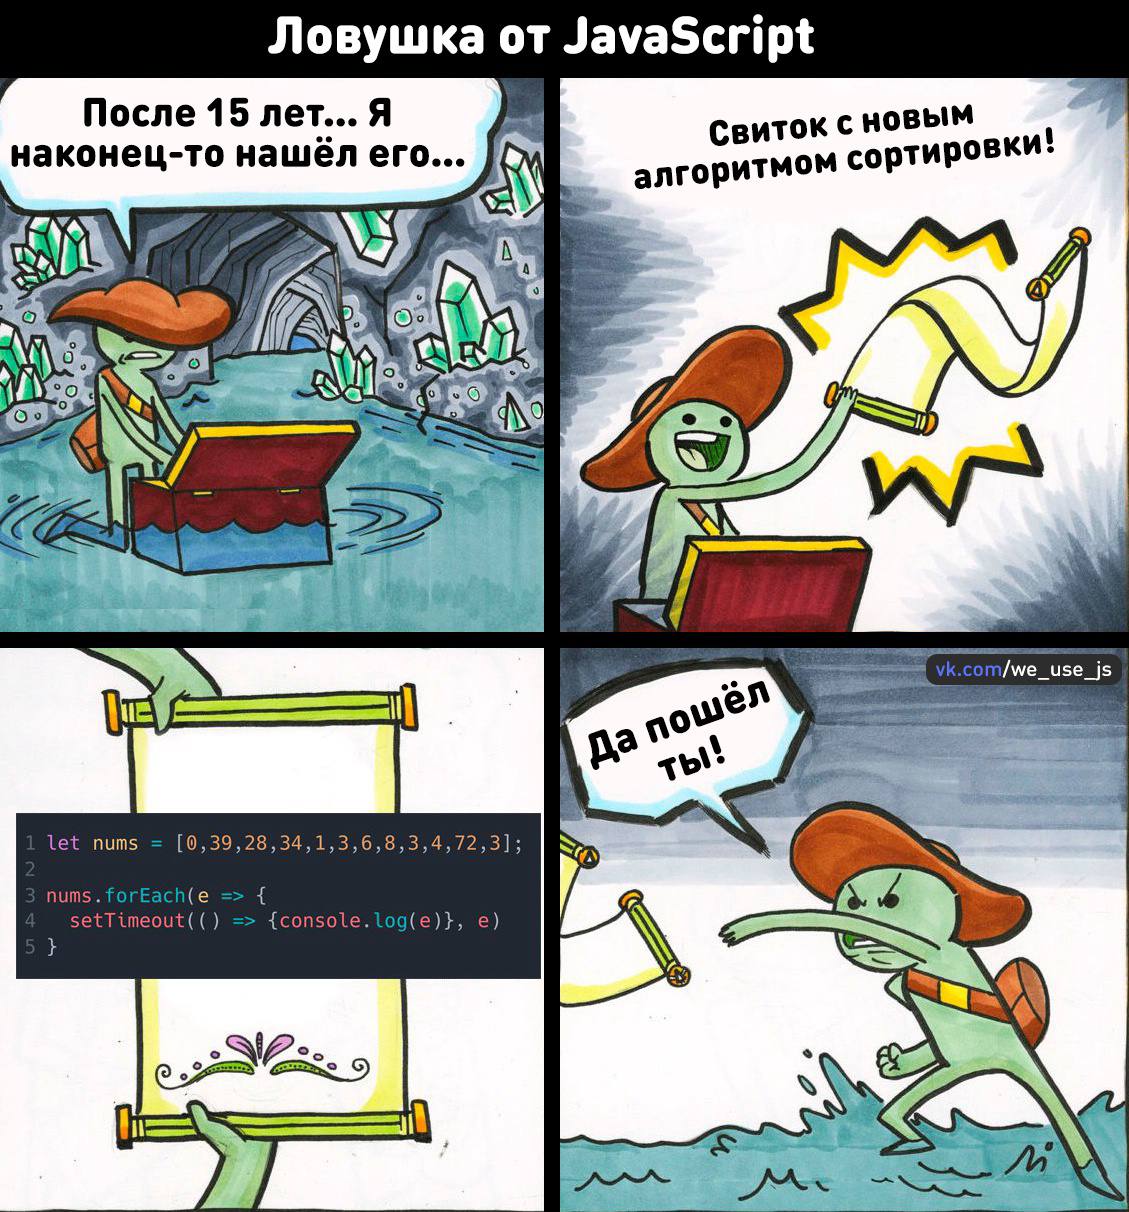 Ловушка от JavaScript
После 15 лет... Я
наконец-то нашёл его...
Свиток с новым
алгоритмом сортировки!
1 let nums = [0,39,28,34,1,3,6,8,3,4,72,3];
2
3 nums.forEach(e => {
4   setTimeout(() => {console.log(e)}, e)
5 }
vk.com/we_use_js
Да пошёл
ты!